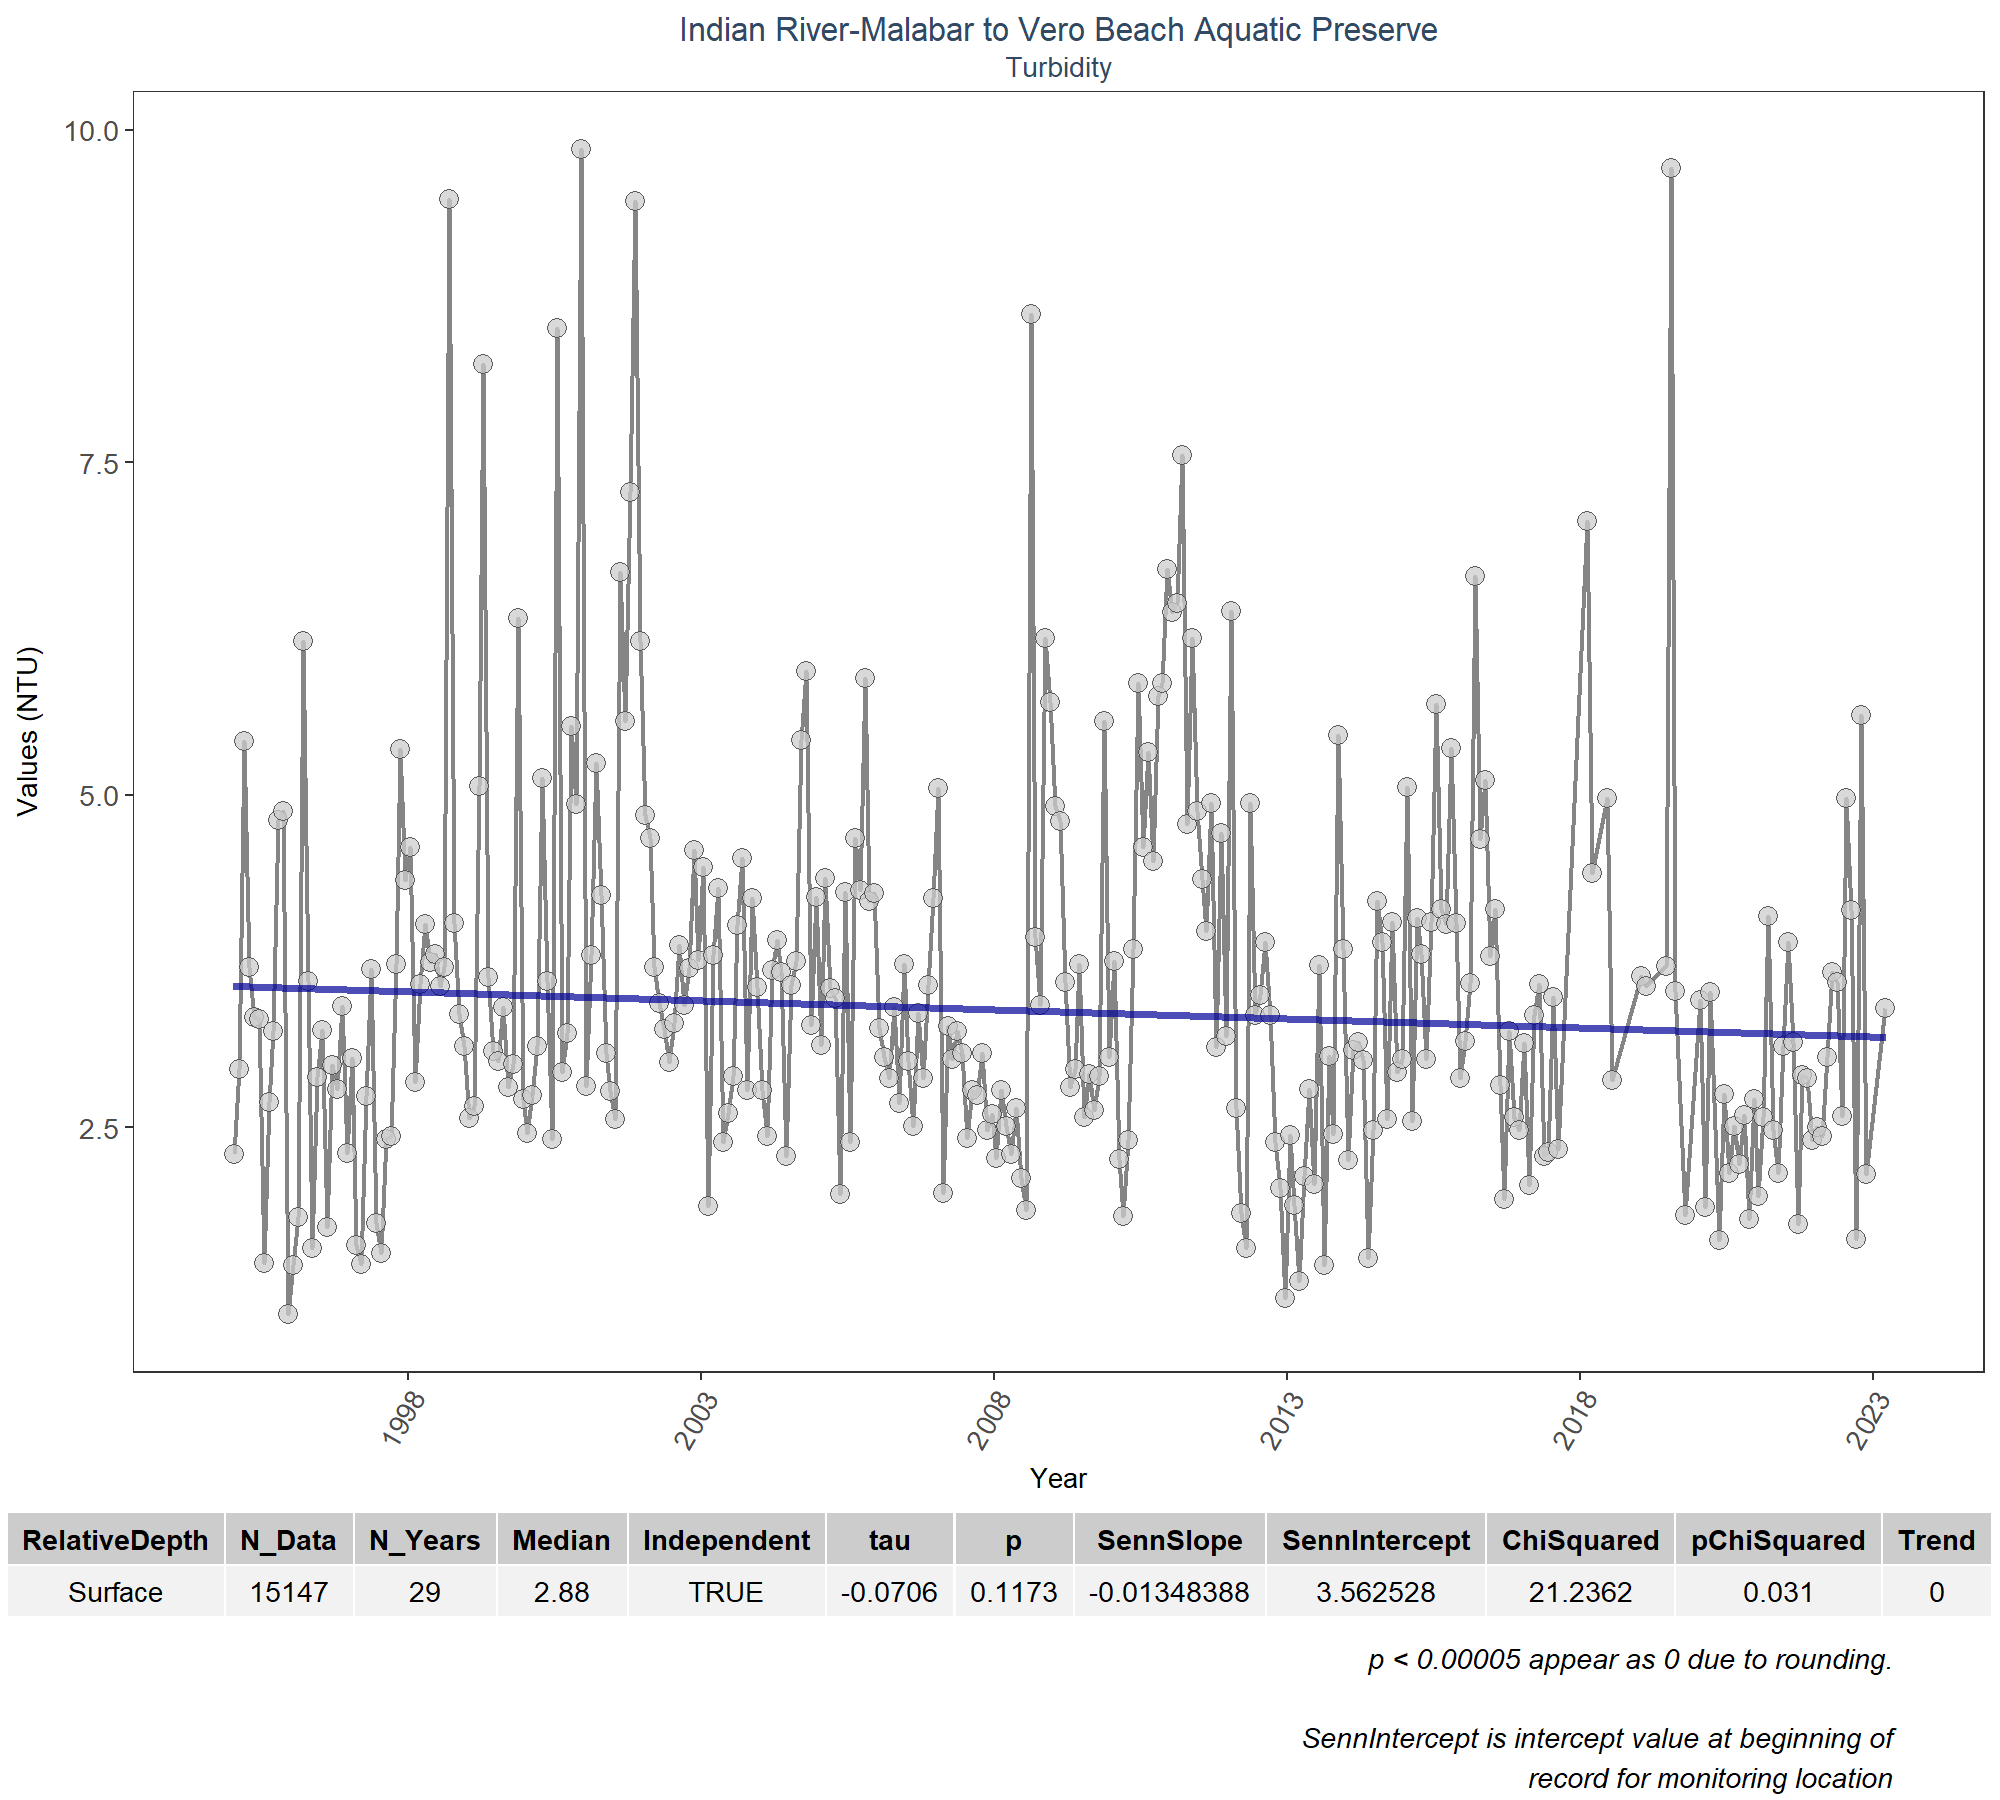 Indian River-Malabar to Vero Beach Aquatic Preserve
Turbidity
10.0
7.5
5.0
2.5
Values (NTU)
1998 2003 2008 2013 2018 2023
Year
RelativeDepth N_Data N_Years Median Independent tau p SennSlope SennIntercept ChiSquared pChiSquared Trend
Surface 15147 29 2.88 TRUE -0.0706 0.1173 -0.01348388 3.562528 21.2362 0.031 0
p < 0.00005 appear as 0 due to rounding.
SennIntercept is intercept value at beginning of
record for monitoring location